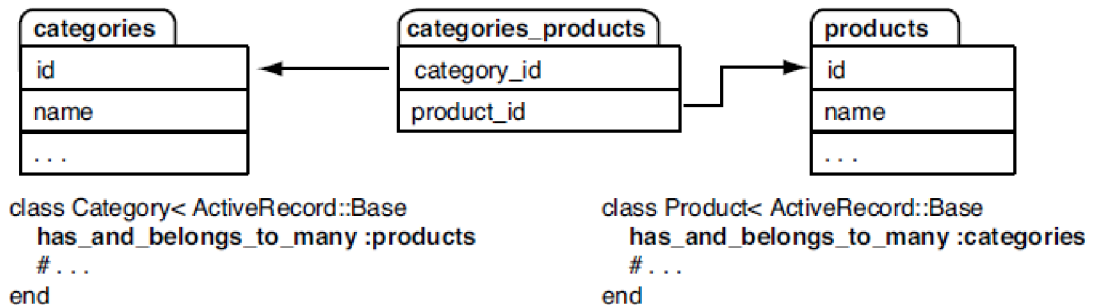 categories
id
name
. . .
categories_products
category_id
product_id
products
id
name
. . .
class Category< ActiveRecord::Base
has_and_belongs_to_many :products
# . . .
end
class Product< ActiveRecord::Base
has_and_belongs_to_many :categories
# . . .
end